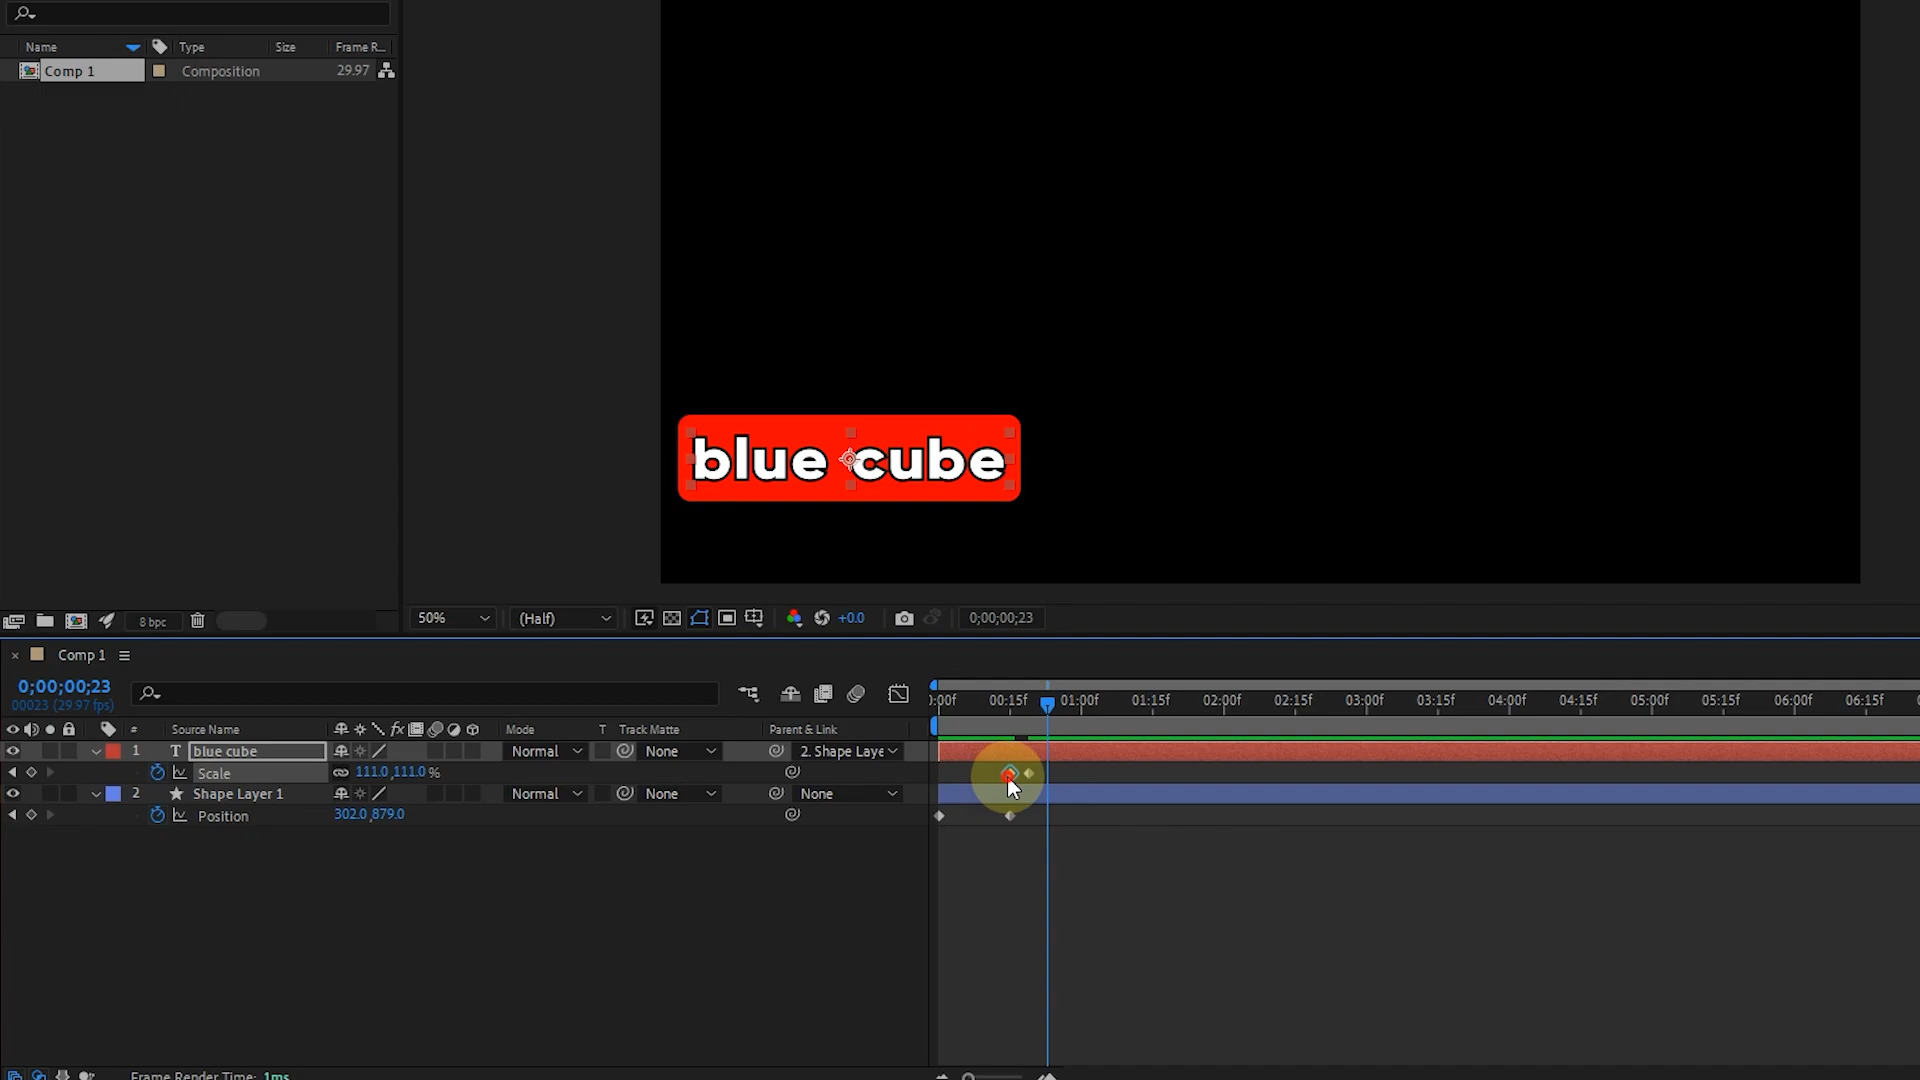 Name Type Size Frame R...
Comp 1 Composition 29.97
blue cube
8 bpc
50% (Half) +0.0 0;00;00;23
× Comp 1
0;00;00;23
00023 (29.97 fps)
:00f 00:15f 01:00f 01:15f 02:00f 02:15f 03:00f 03:15f 04:00f 04:15f 05:00f 05:15f 06:00f 06:15f
# Source Name fx Mode T Track Matte Parent & Link
1 T blue cube Normal None 2. Shape Laye
Scale 111.0,111.0 %
2 Shape Layer 1 Normal None None
Position 302.0,879.0
Frame Render Time: 1ms